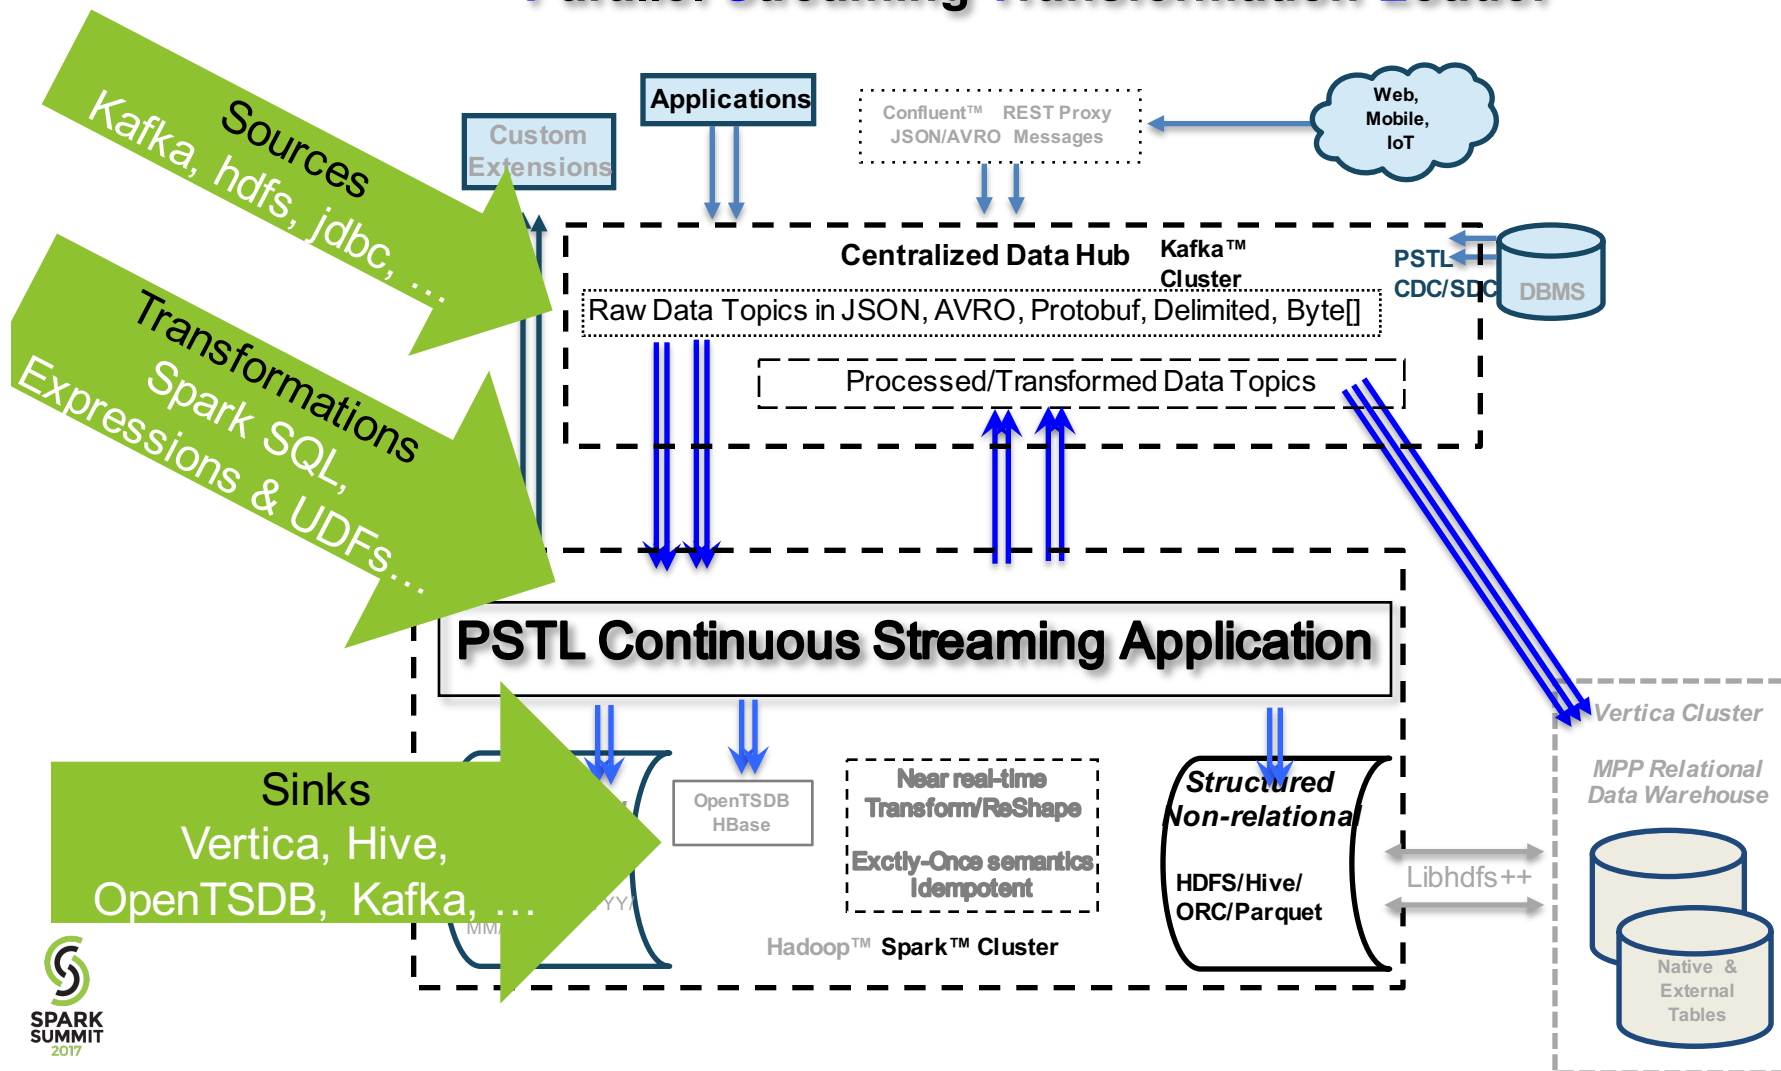 Parallel Streaming Transformation Loader
Sources
Kafka, hdfs, jdbc, …
Transformations
Spark SQL,
Expressions & UDFs…
Sinks
Vertica, Hive,
OpenTSDB, Kafka, …
Custom
Extensions
Applications
Confluent™ REST Proxy
JSON/AVRO Messages
Web,
Mobile,
IoT
Centralized Data Hub
Kafka™
Cluster
PSTL
CDC/SDC
DBMS
Raw Data Topics in JSON, AVRO, Protobuf, Delimited, Byte[]
Processed/Transformed Data Topics
PSTL Continuous Streaming Application
OpenTSDB
HBase
Near real-time
Transform/ReShape
Exctly-Once semantics
Idempotent
Structured
Non-relational
HDFS/Hive/
ORC/Parquet
Hadoop™ Spark™ Cluster
Libhdfs++
Vertica Cluster
MPP Relational
Data Warehouse
Native &
External
Tables
SPARK
SUMMIT
2017